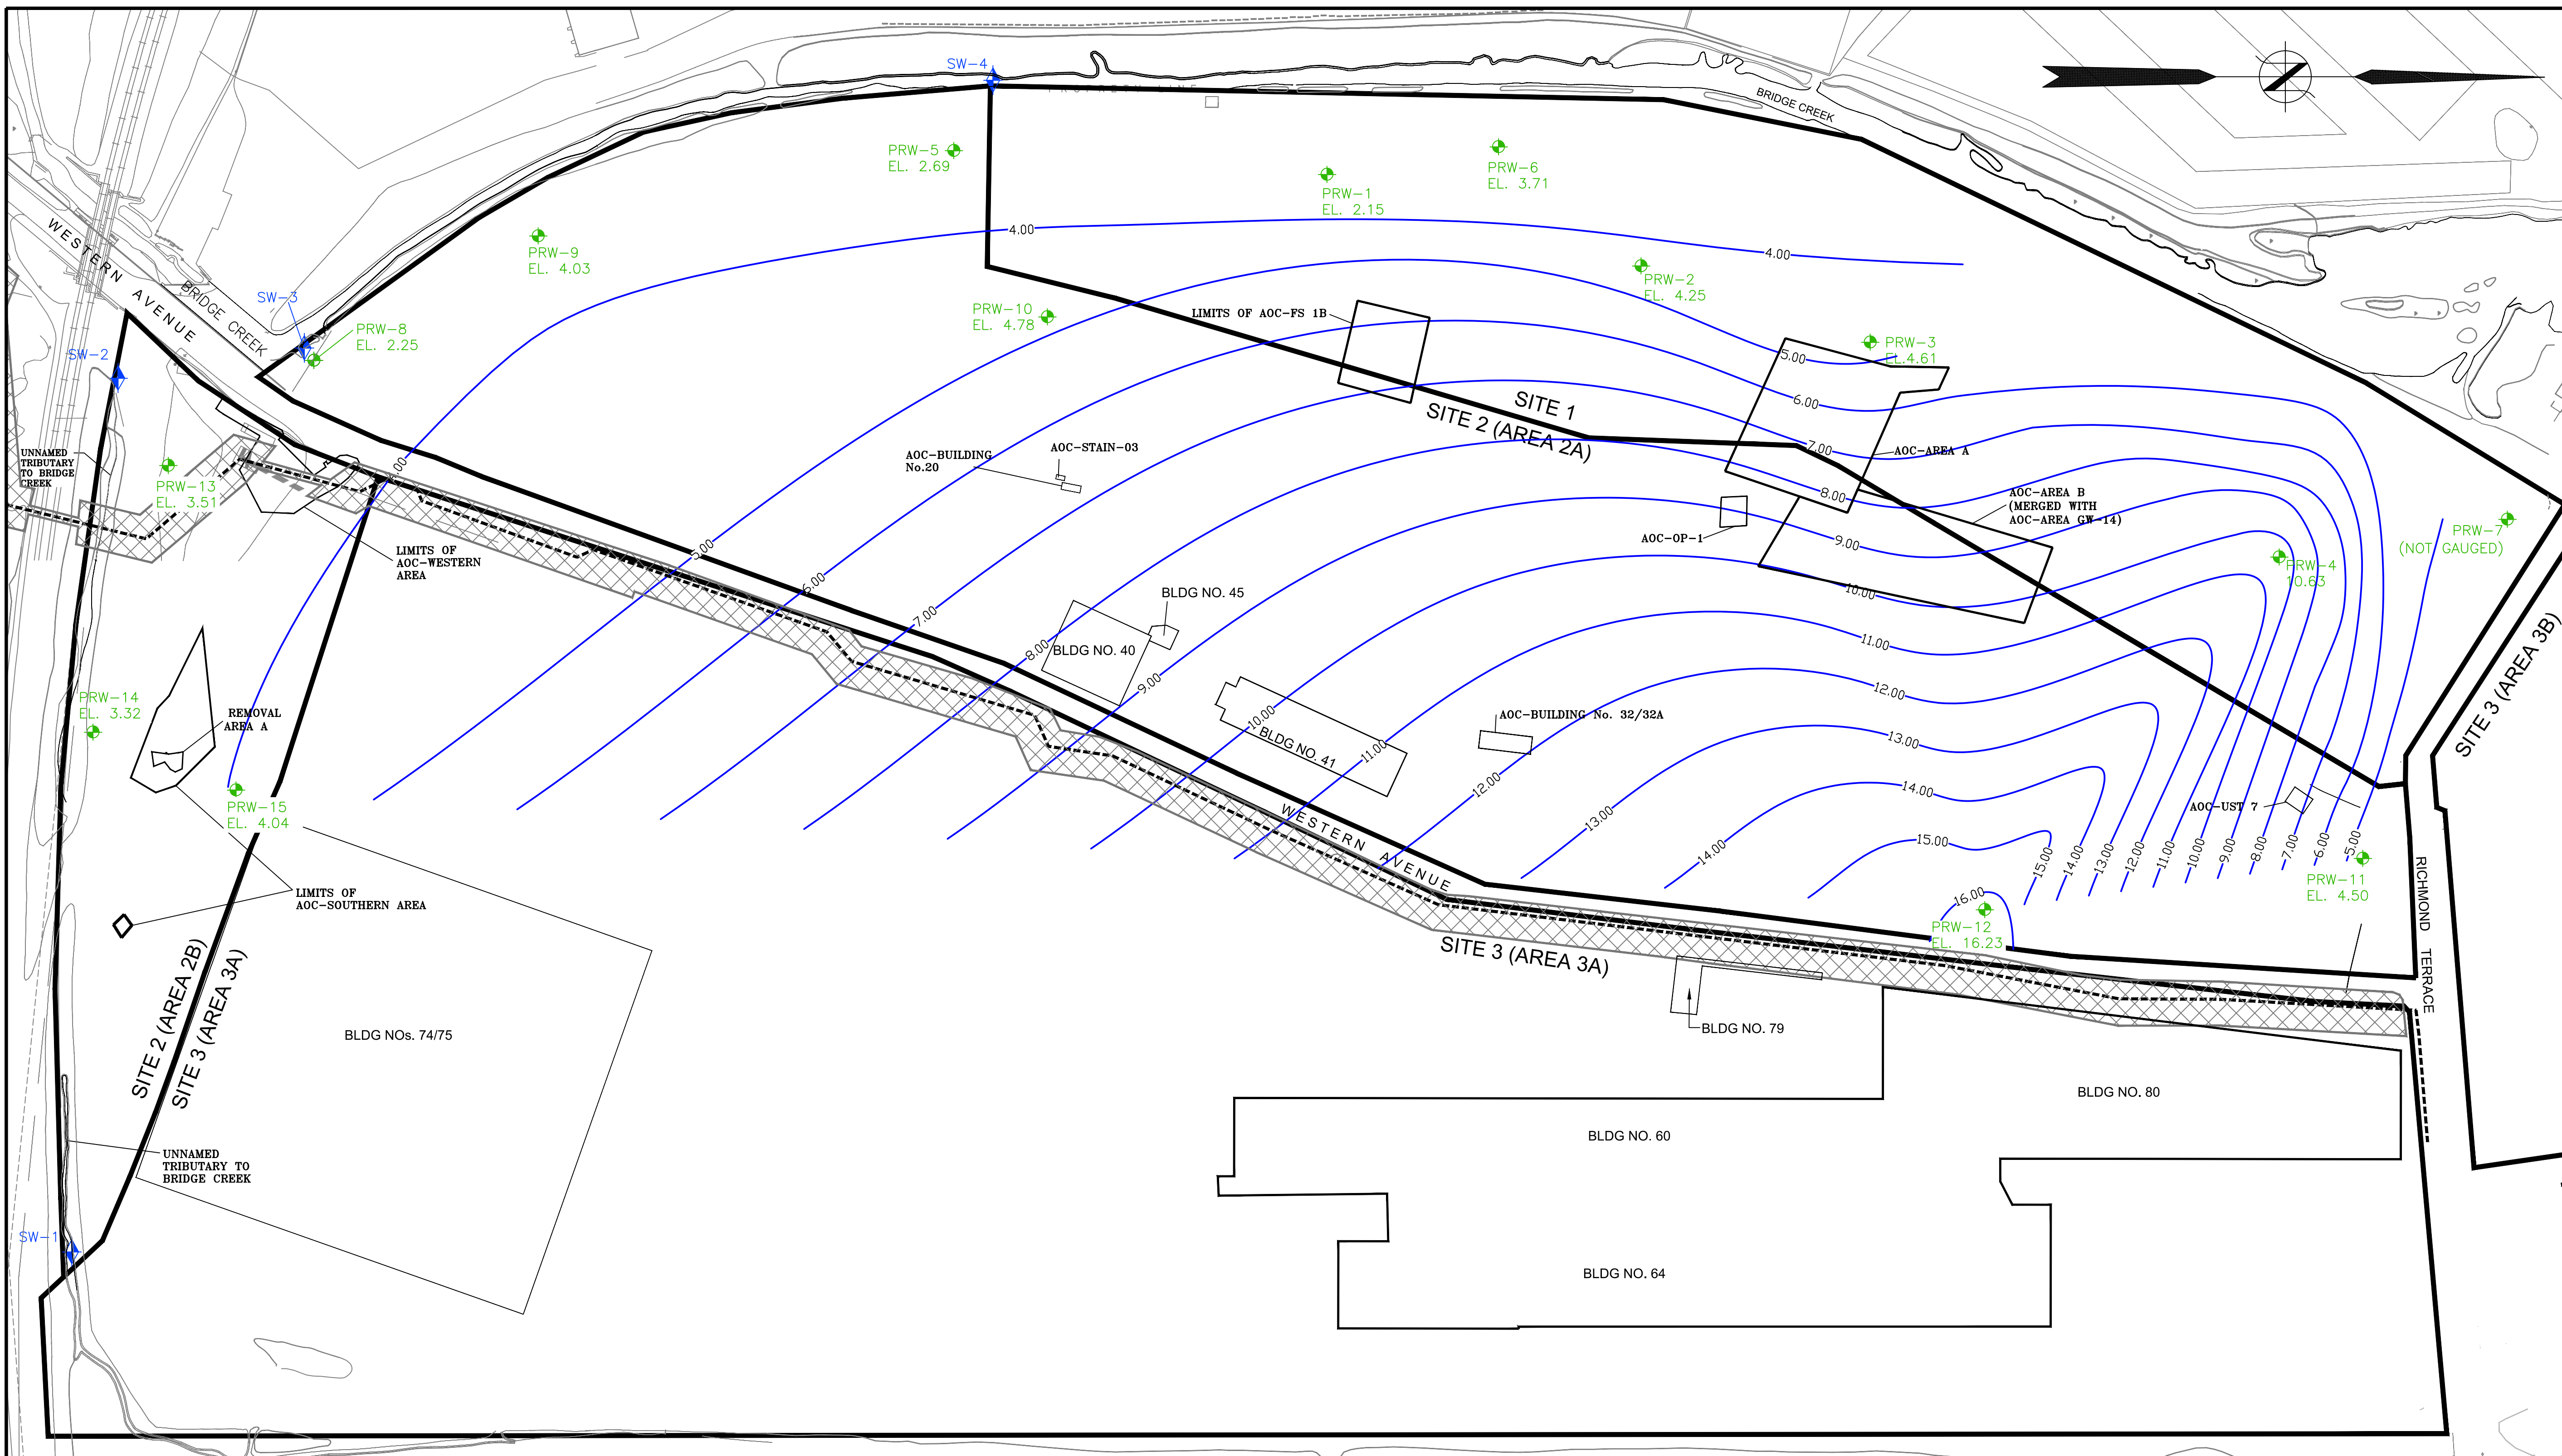 SW-4
PROPERTY LINE
BRIDGE CREEK
PRW-5
EL. 2.69
PRW-1
EL. 2.15
PRW-6
EL. 3.71
WESTERN AVENUE
BRIDGE CREEK
PRW-9
EL. 4.03
4.00
4.00
PRW-2
EL. 4.25
SW-3
PRW-8
EL. 2.25
PRW-10
EL. 4.78
LIMITS OF AOC-FS 1B
SW-2
5.00
PRW-3
EL.4.61
6.00
SITE 1
SITE 2 (AREA 2A)
7.00
AOC-AREA A
UNNAMED
TRIBUTARY
TO BRIDGE
CREEK
PRW-13
EL. 3.51
AOC-BUILDING
No.20
AOC-STAIN-03
8.00
AOC-AREA B
(MERGED WITH
AOC-AREA GW-14)
AOC-OP-1
9.00
PRW-7
(NOT GAUGED)
LIMITS OF
AOC-WESTERN
AREA
5.00
6.00
7.00
8.00
9.00
10.00
11.00
12.00
13.00
14.00
10.00
PRW-4
10.63
BLDG NO. 45
BLDG NO. 40
11.00
12.00
13.00
14.00
15.00
PRW-14
EL. 3.32
REMOVAL
AREA A
AOC-BUILDING No. 32/32A
BLDG NO. 41
SITE 3 (AREA 3B)
PRW-15
EL. 4.04
WESTERN AVENUE
AOC-UST 7
15.00
14.00
13.00
12.00
11.00
10.00
9.00
8.00
7.00
6.00
5.00
PRW-11
EL. 4.50
LIMITS OF
AOC-SOUTHERN AREA
16.00
PRW-12
EL. 16.23
RICHMOND TERRACE
SITE 3 (AREA 3A)
SITE 2 (AREA 2B)
SITE 3 (AREA 3A)
BLDG NOs. 74/75
BLDG NO. 79
BLDG NO. 80
BLDG NO. 60
UNNAMED
TRIBUTARY TO
BRIDGE CREEK
SW-1
BLDG NO. 64